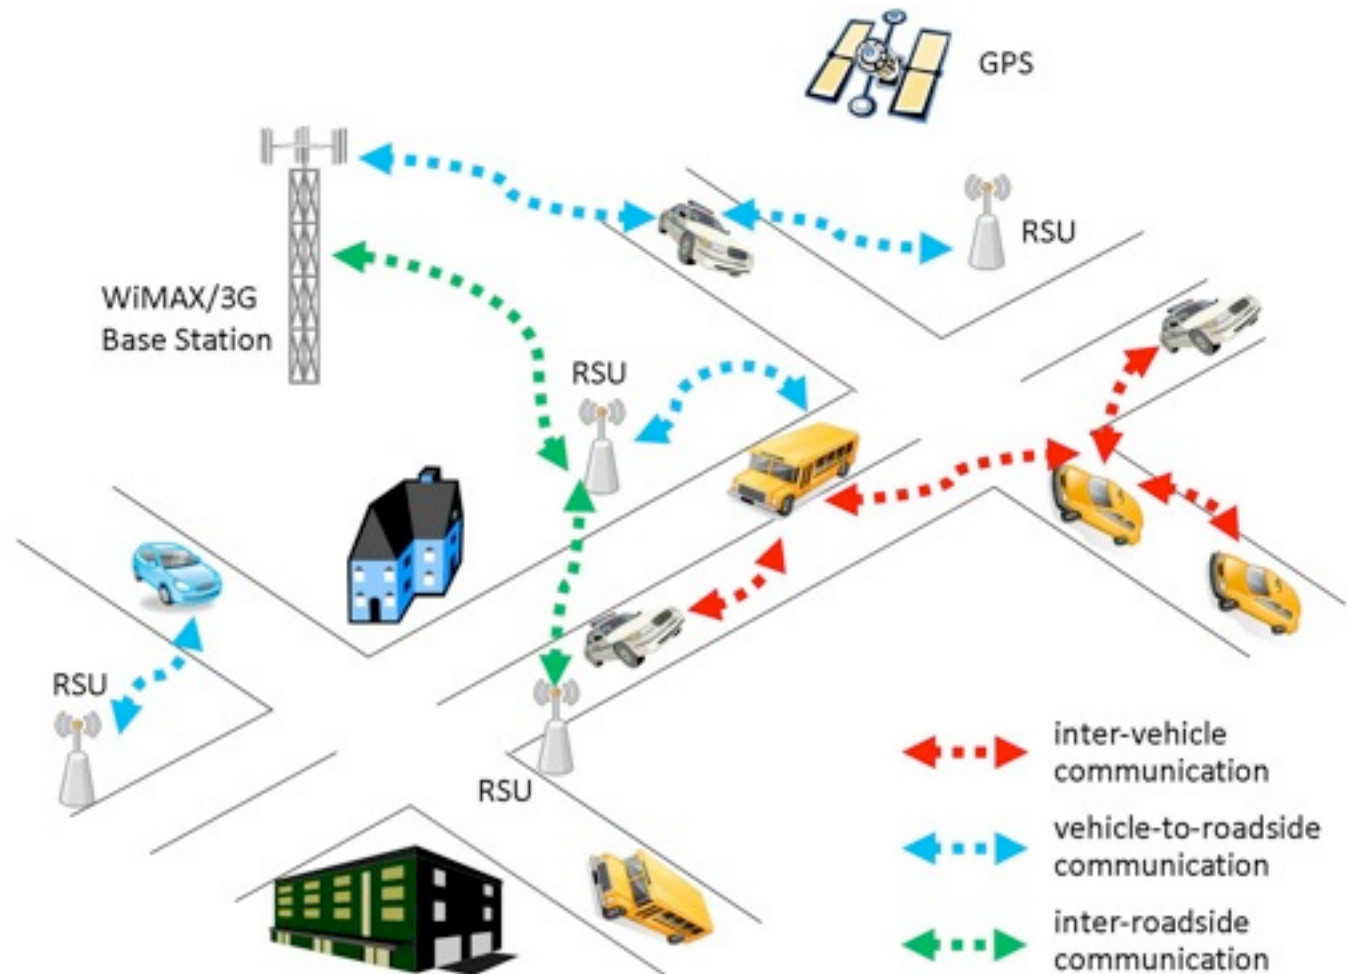 GPS
RSU
WiMAX/3G
Base Station
RSU
RSU
RSU
inter-vehicle
communication
vehicle-to-roadside
communication
inter-roadside
communication